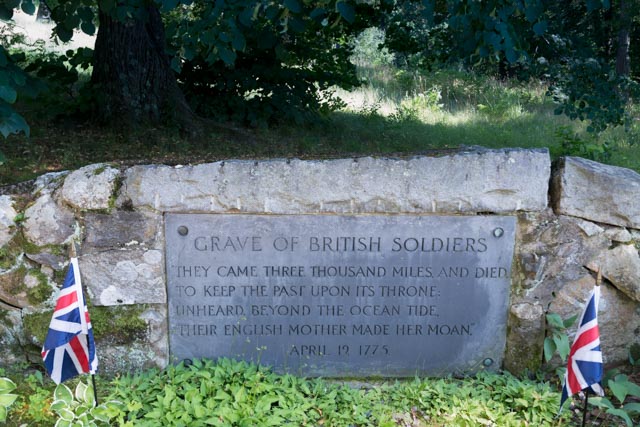 GRAVE OF BRITISH SOLDIERS
"THEY CAME THREE THOUSAND MILES, AND DIED,
TO KEEP THE PAST UPON ITS THRONE:
UNHEARD, BEYOND THE OCEAN TIDE,
THEIR ENGLISH MOTHER MADE HER MOAN."
APRIL 19, 1775